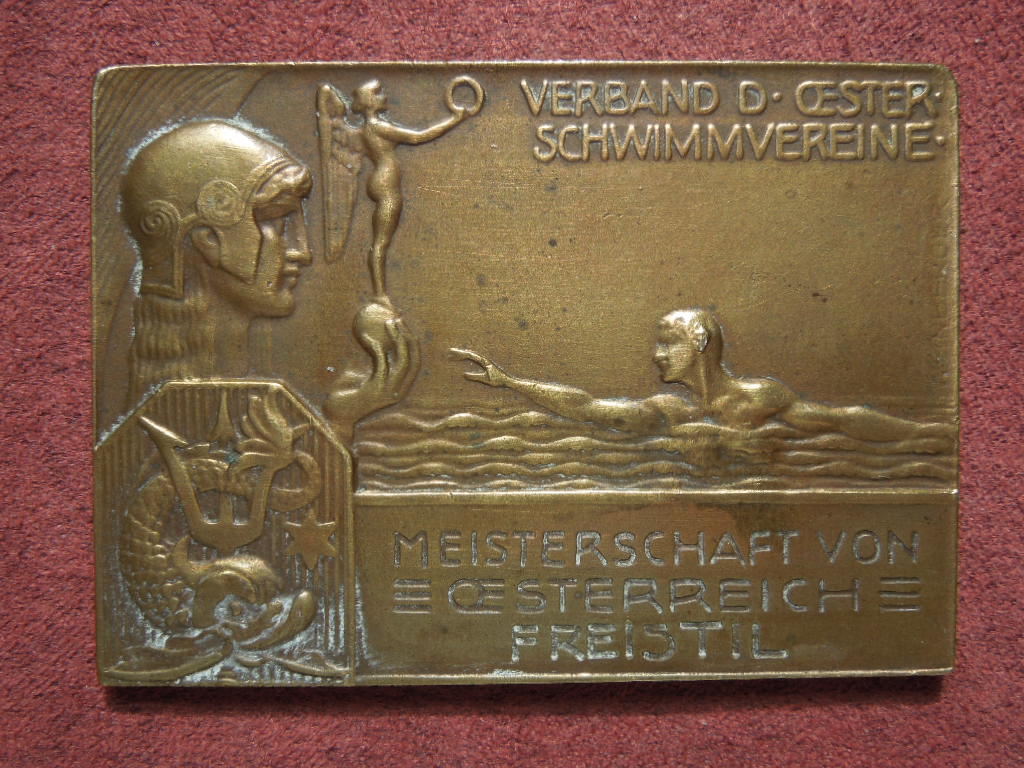 VERBAND D· ŒSTER·
SCHWIMMVEREINE·
MEISTERSCHAFT VON
ŒSTERREICH
FREISTIL